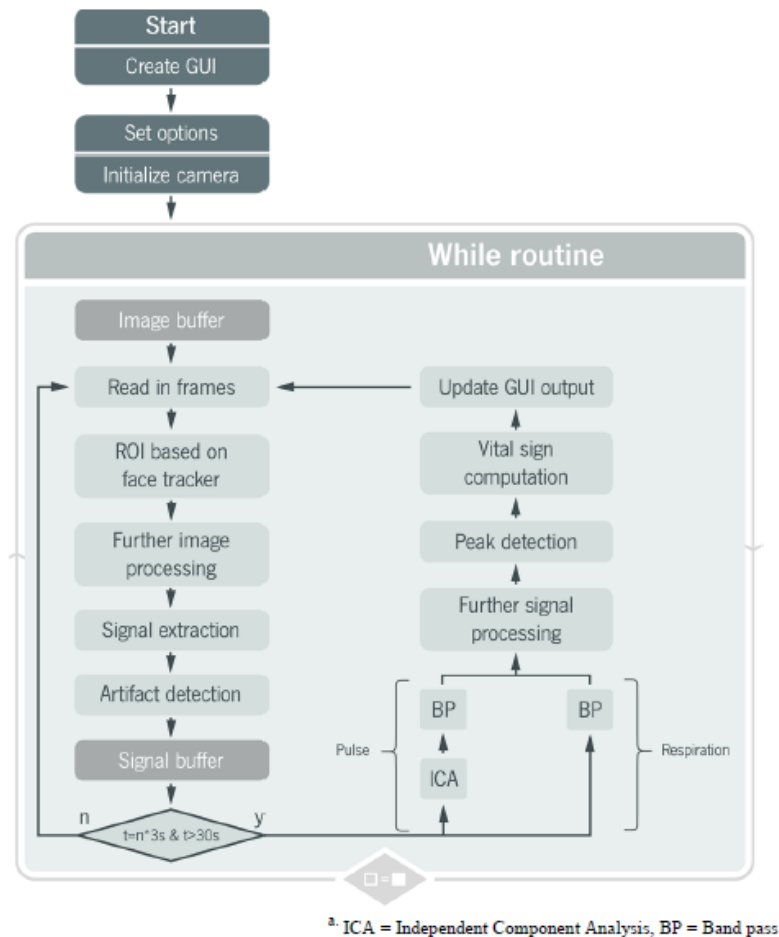 Start
Create GUI
Set options
Initialize camera
While routine
Image buffer
Read in frames
ROI based on
face tracker
Further image
processing
Signal extraction
Artifact detection
Signal buffer
n
t=n*3s & t>30s
y
Update GUI output
Vital sign
computation
Peak detection
Further signal
processing
BP
BP
Pulse
ICA
Respiration
a. ICA = Independent Component Analysis, BP = Band pass